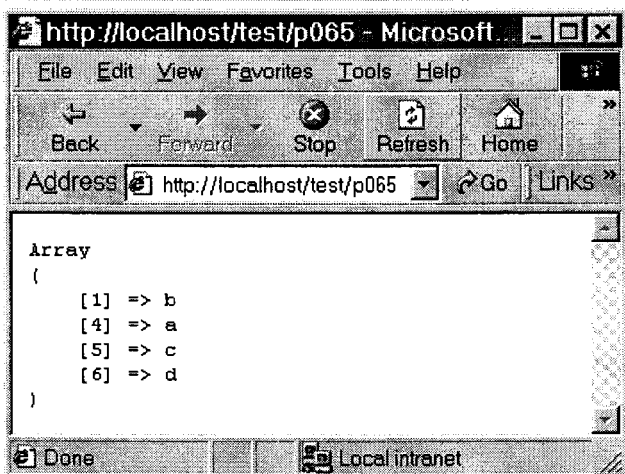 http://localhost/test/p065 - Microsoft...
File Edit View Favorites Tools Help
Back Forward Stop Refresh Home »
Address http://localhost/test/p065 Go Links »
Array
(
[1] => b
[4] => a
[5] => c
[6] => d
)
Done Local intranet